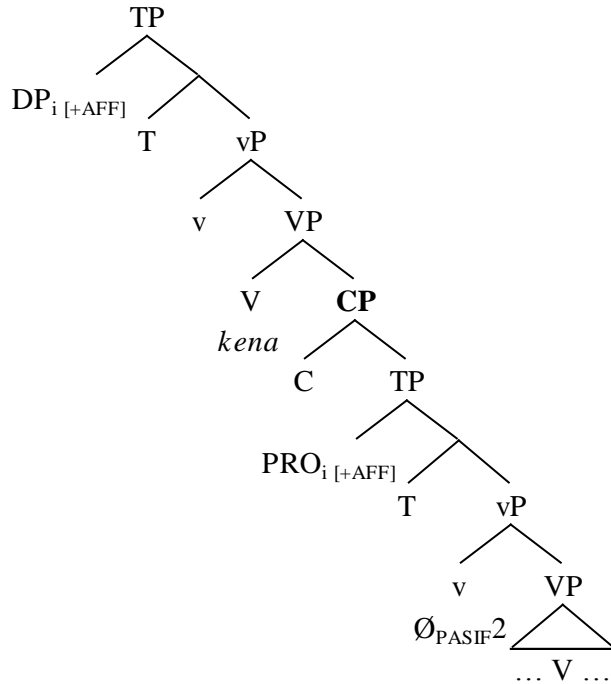 TP
DPi [+AFF]
T vP
v VP
V CP
kena
C TP
PROi [+AFF]
T vP
v VP
ØPASIF2
... V ...